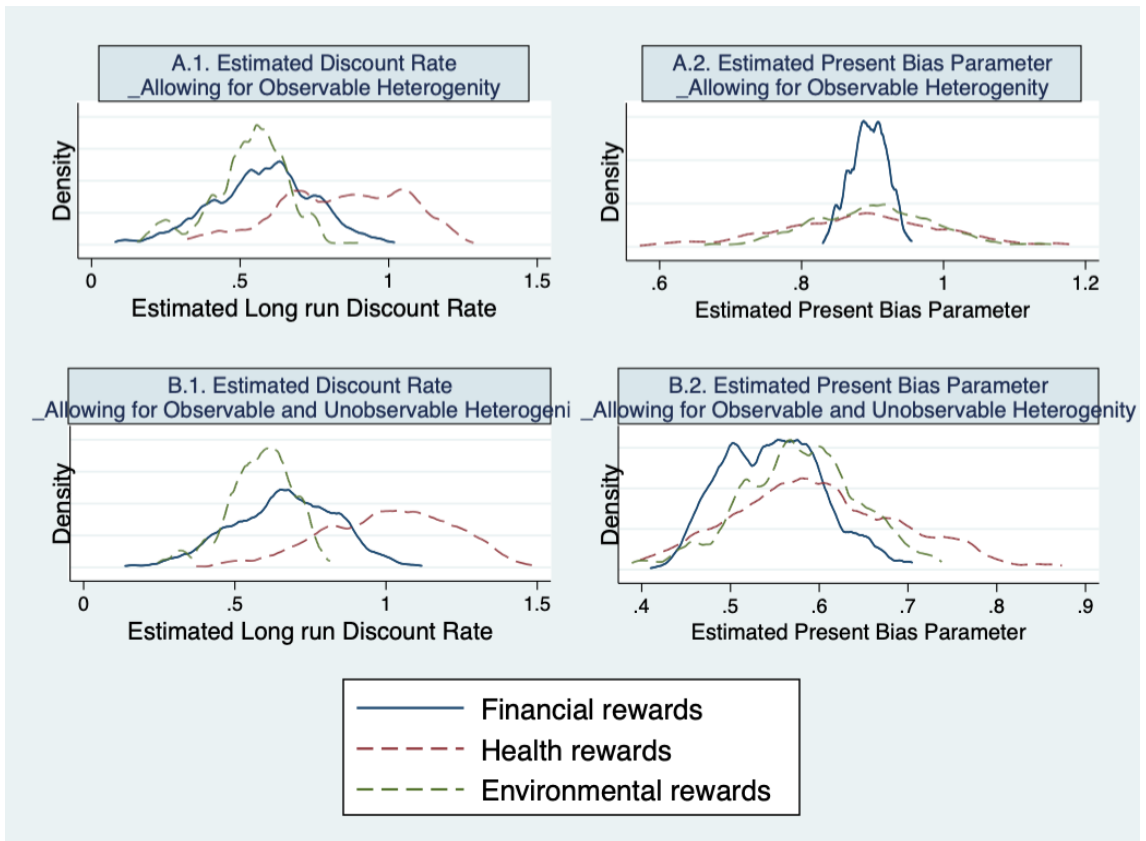 A.1. Estimated Discount Rate
_Allowing for Observable Heterogenity
Density
0 .5 1 1.5
Estimated Long run Discount Rate
A.2. Estimated Present Bias Parameter
_Allowing for Observable Heterogenity
Density
.6 .8 1 1.2
Estimated Present Bias Parameter
B.1. Estimated Discount Rate
_Allowing for Observable and Unobservable Heterogeni
Density
0 .5 1 1.5
Estimated Long run Discount Rate
B.2. Estimated Present Bias Parameter
_Allowing for Observable and Unobservable Heterogenity
Density
.4 .5 .6 .7 .8 .9
Estimated Present Bias Parameter
Financial rewards
Health rewards
Environmental rewards